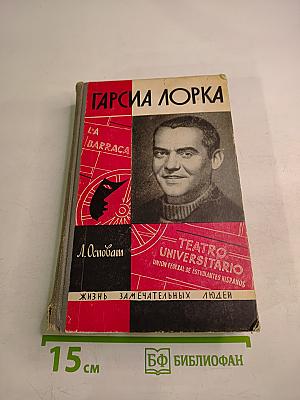 ГАРСИА ЛОРКА
LA
BARRACA
Л. Осповат
TEATRO
UNIVERSITARIO
UNION FEDERAL DE ESTUDIANTES HISPANOS
ЖИЗНЬ ЗАМЕЧАТЕЛЬНЫХ ЛЮДЕЙ
15 см
БФ БИБЛИОФАН